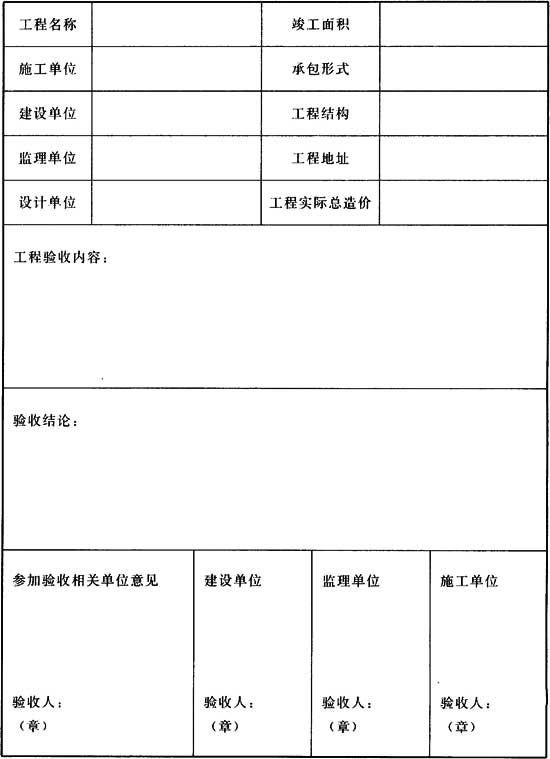 工程名称 竣工面积
施工单位 承包形式
建设单位 工程结构
监理单位 工程地址
设计单位 工程实际总造价
工程验收内容：
验收结论：
参加验收相关单位意见 建设单位 监理单位 施工单位
验收人： 验收人： 验收人： 验收人：
（章） （章） （章） （章）